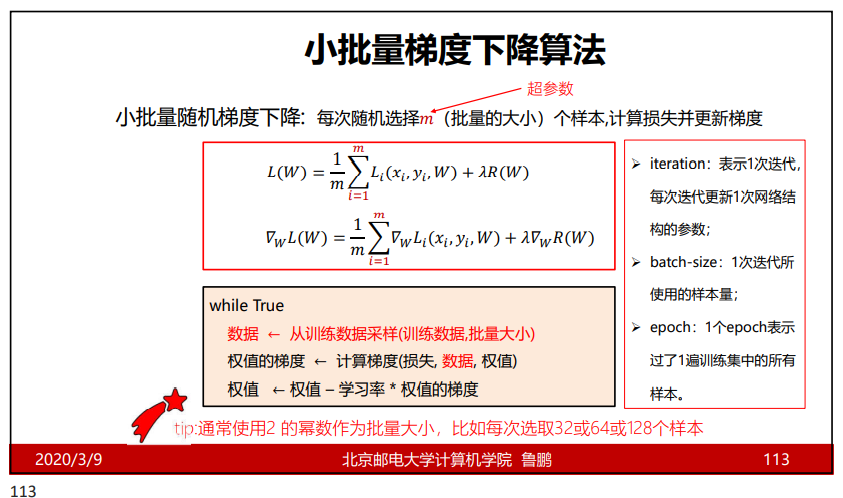 小批量梯度下降算法
超参数
小批量随机梯度下降：每次随机选择m（批量的大小）个样本,计算损失并更新梯度
L(W) = 1/m ∑_{i=1}^{m} L_i(x_i, y_i, W) + λR(W)
∇_W L(W) = 1/m ∑_{i=1}^{m} ∇_W L_i(x_i, y_i, W) + λ∇_W R(W)
➢ iteration：表示1次迭代，
每次迭代更新1次网络结
构的参数；
➢ batch-size：1次迭代所
使用的样本量；
➢ epoch：1个epoch表示
过了1遍训练集中的所有
样本。
while True
数据 ← 从训练数据采样(训练数据,批量大小)
权值的梯度 ← 计算梯度(损失, 数据, 权值)
权值 ← 权值 – 学习率 * 权值的梯度
tip:通常使用2 的幂数作为批量大小，比如每次选取32或64或128个样本
2020/3/9
北京邮电大学计算机学院 鲁鹏
113
113